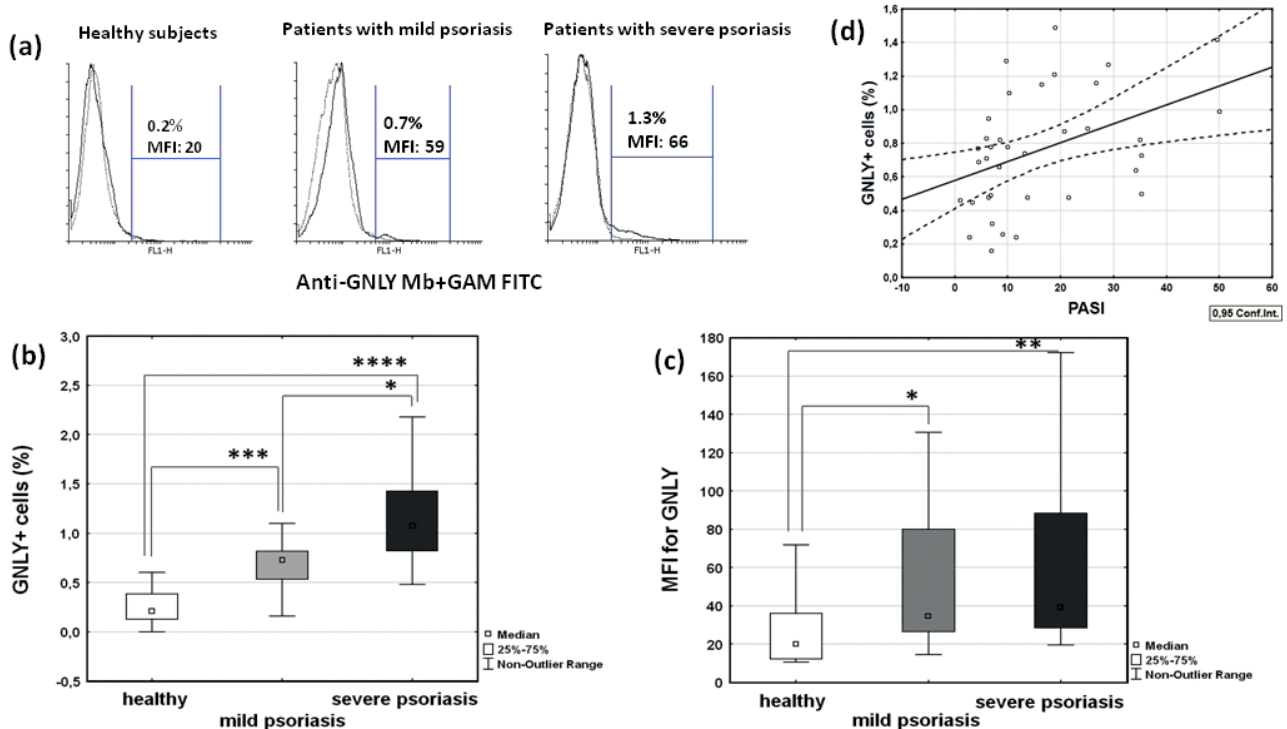 (a)
Healthy subjects
Patients with mild psoriasis
Patients with severe psoriasis
0.2%
MFI: 20
0.7%
MFI: 59
1.3%
MFI: 66
FL1-H
FL1-H
FL1-H
Anti-GNLY Mb+GAM FITC
(d)
GNLY+ cells (%)
1,6
1,4
1,2
1,0
0,8
0,6
0,4
0,2
0,0
-10 0 10 20 30 40 50 60
PASI
0,95 Conf.Int.
(b)
GNLY+ cells (%)
3,0
2,5
2,0
1,5
1,0
0,5
0,0
-0,5
****
*
***
Median
25%-75%
Non-Outlier Range
healthy
severe psoriasis
mild psoriasis
(c)
MFI for GNLY
180
160
140
120
100
80
60
40
20
0
**
*
Median
25%-75%
Non-Outlier Range
healthy
severe psoriasis
mild psoriasis